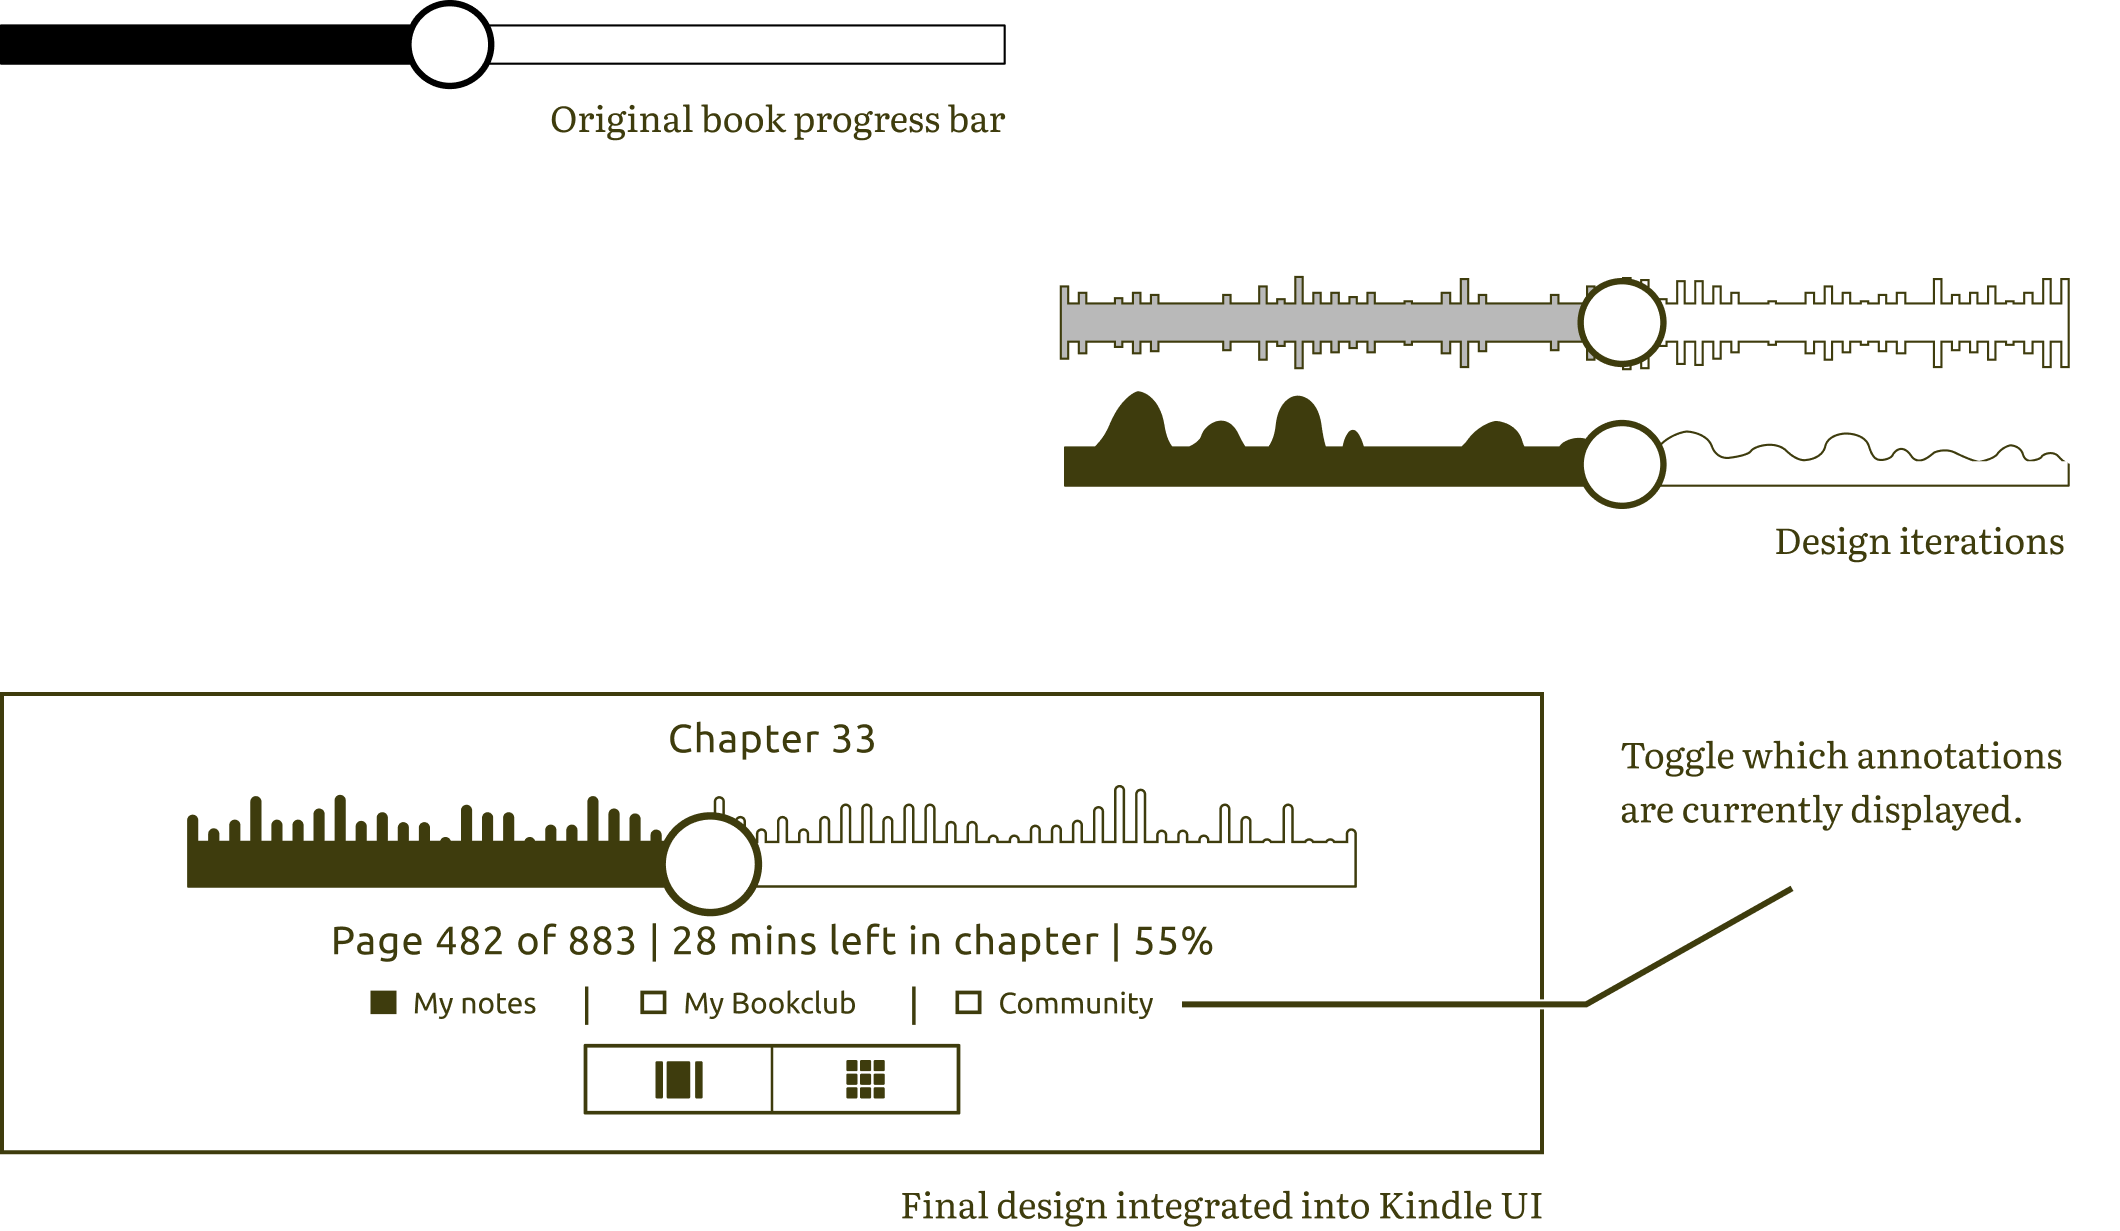 Original book progress bar
Design iterations
Chapter 33
Toggle which annotations
are currently displayed.
Page 482 of 883 | 28 mins left in chapter | 55%
My notes | My Bookclub | Community
Final design integrated into Kindle UI